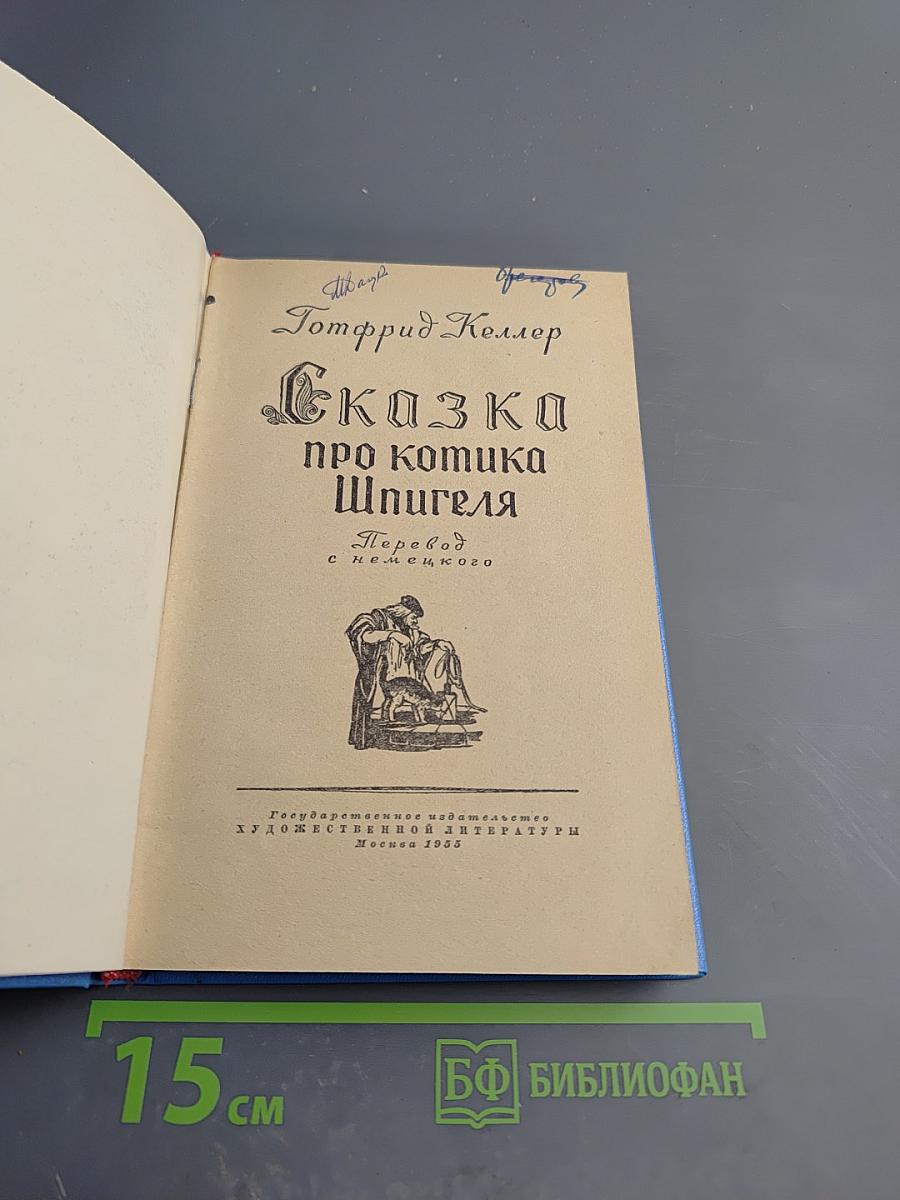 Готфрид Келлер
Сказка
про котика
Шпигеля
Перевод
с немецкого
Государственное издательство
ХУДОЖЕСТВЕННОЙ ЛИТЕРАТУРЫ
Москва 1955
15 см
БФ БИБЛИОФАН